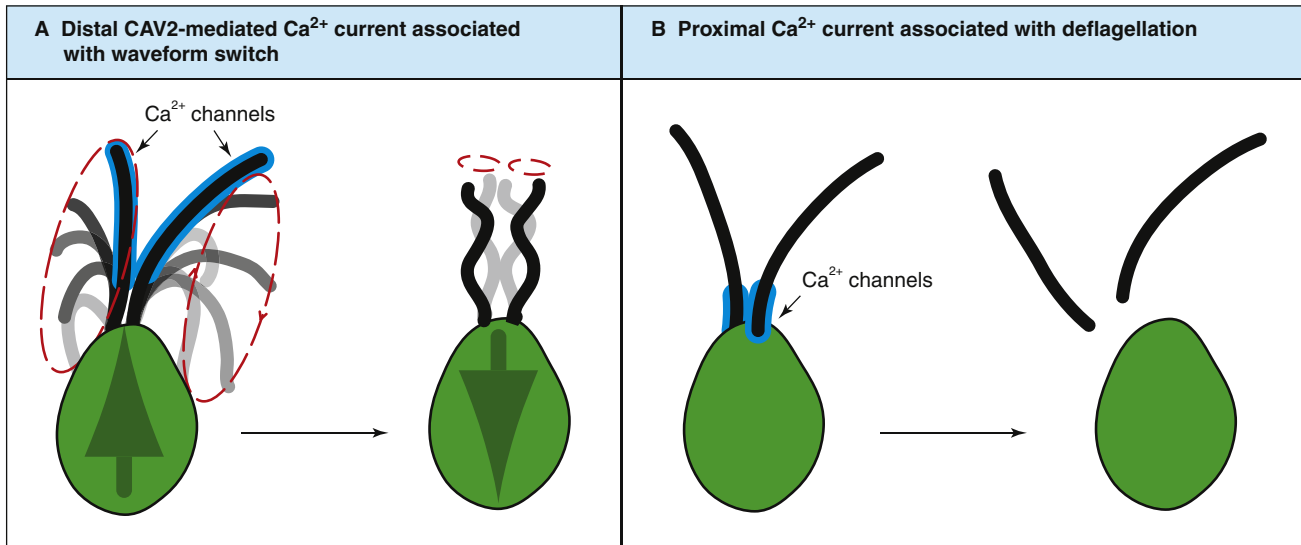 A Distal CAV2-mediated Ca²⁺ current associated
with waveform switch
B Proximal Ca²⁺ current associated with deflagellation
Ca²⁺ channels
Ca²⁺ channels